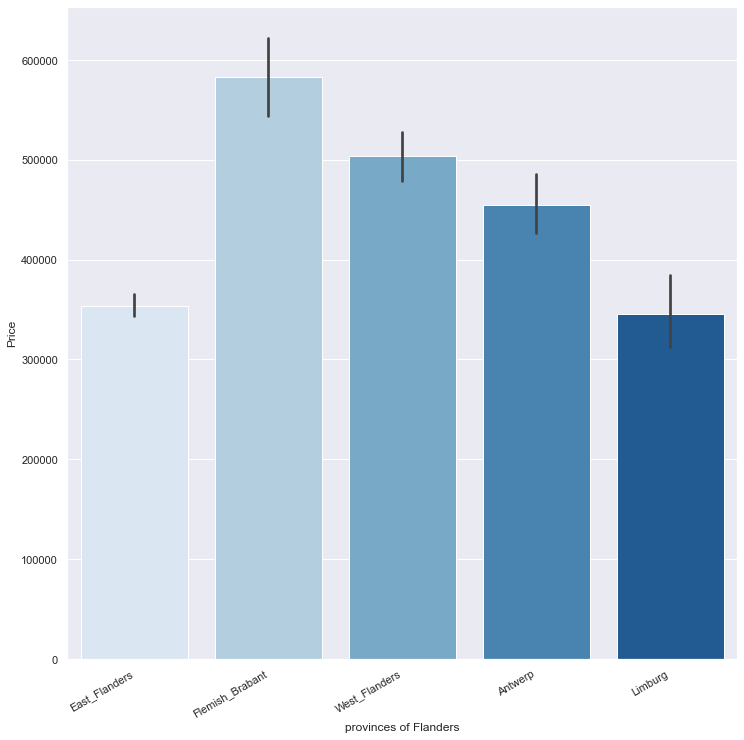 600000
500000
400000
300000
200000
100000
0
Price
East_Flanders
Flemish_Brabant
West_Flanders
Antwerp
Limburg
provinces of Flanders